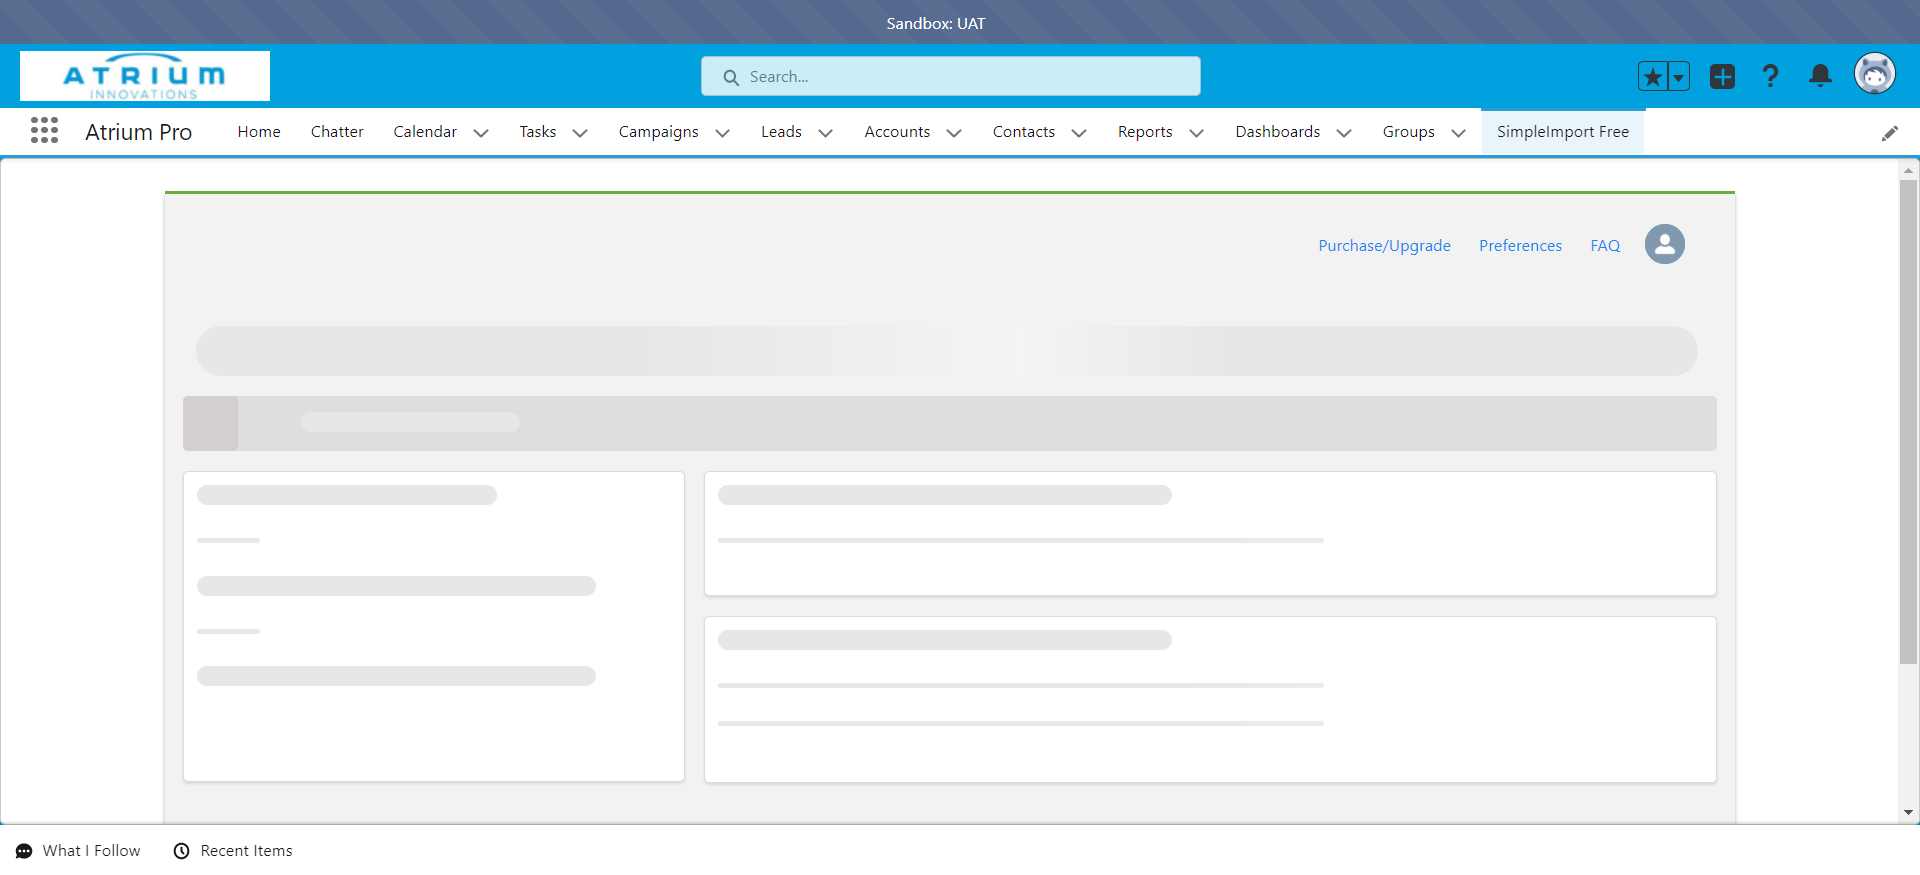 Sandbox: UAT
ATRIUM
INNOVATIONS
Search...
Atrium Pro
Home
Chatter
Calendar
Tasks
Campaigns
Leads
Accounts
Contacts
Reports
Dashboards
Groups
SimpleImport Free
Purchase/Upgrade
Preferences
FAQ
What I Follow
Recent Items